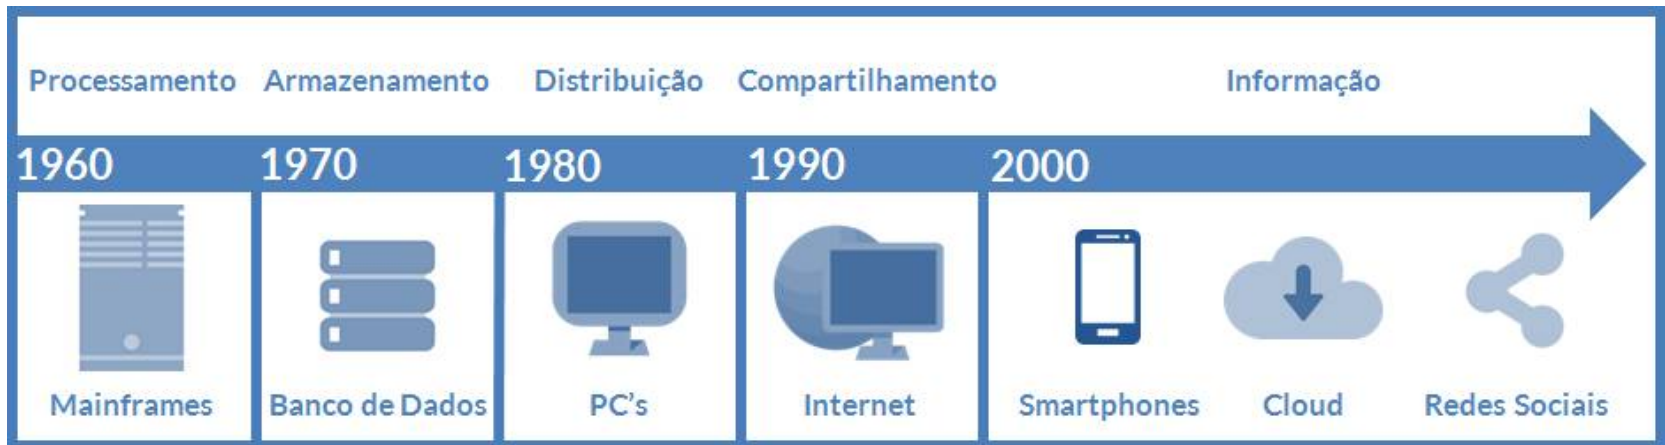 Processamento Armazenamento Distribuição Compartilhamento Informação
1960 1970 1980 1990 2000
Mainframes Banco de Dados PC's Internet Smartphones Cloud Redes Sociais